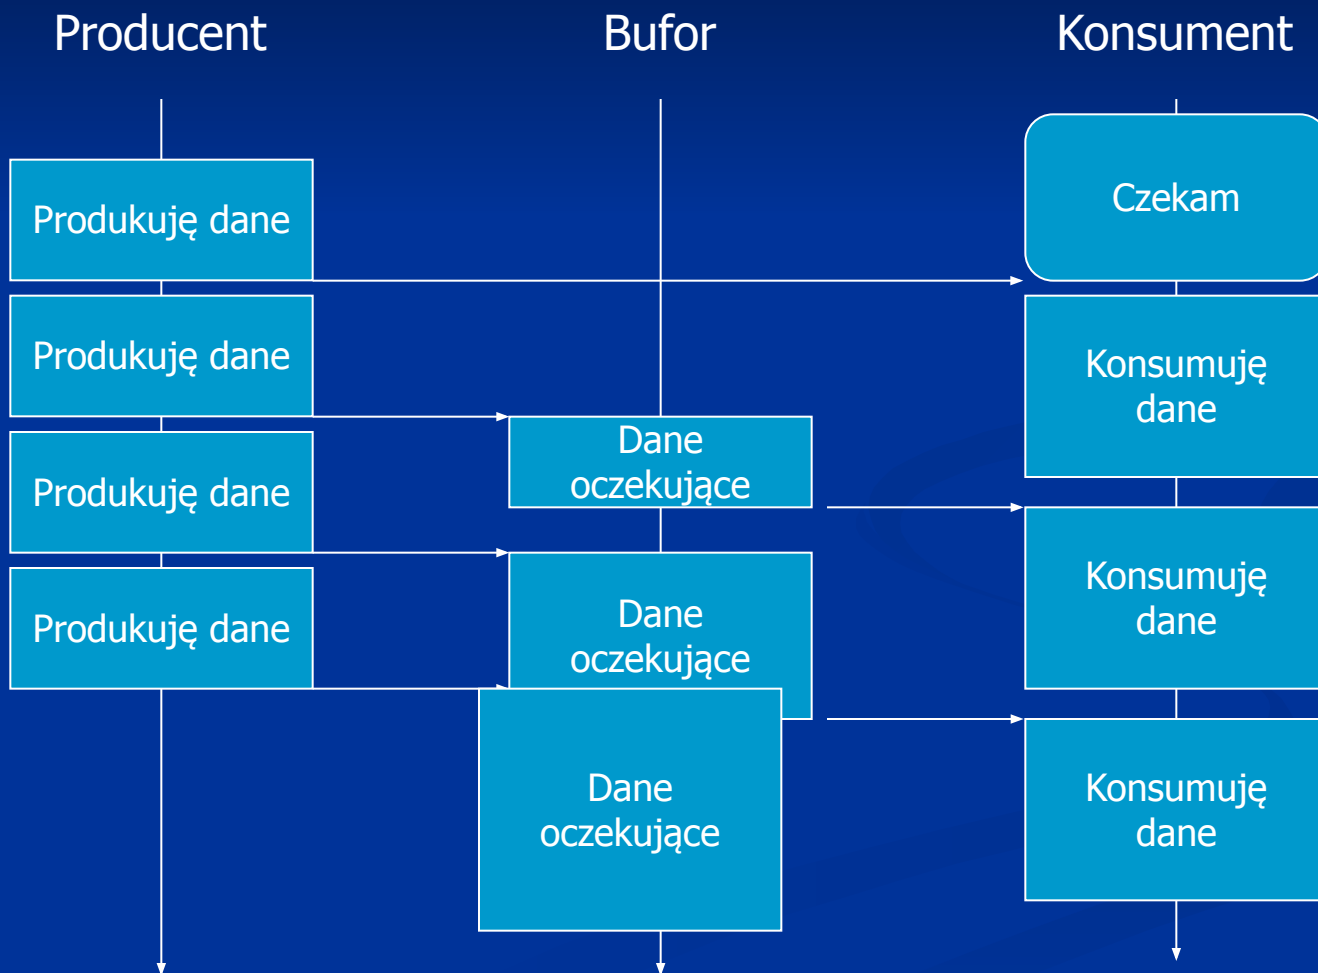 Producent
Bufor
Konsument
Produkuję dane
Produkuję dane
Produkuję dane
Produkuję dane
Dane
oczekujące
Dane
oczekujące
Dane
oczekujące
Czekam
Konsumuję
dane
Konsumuję
dane
Konsumuję
dane